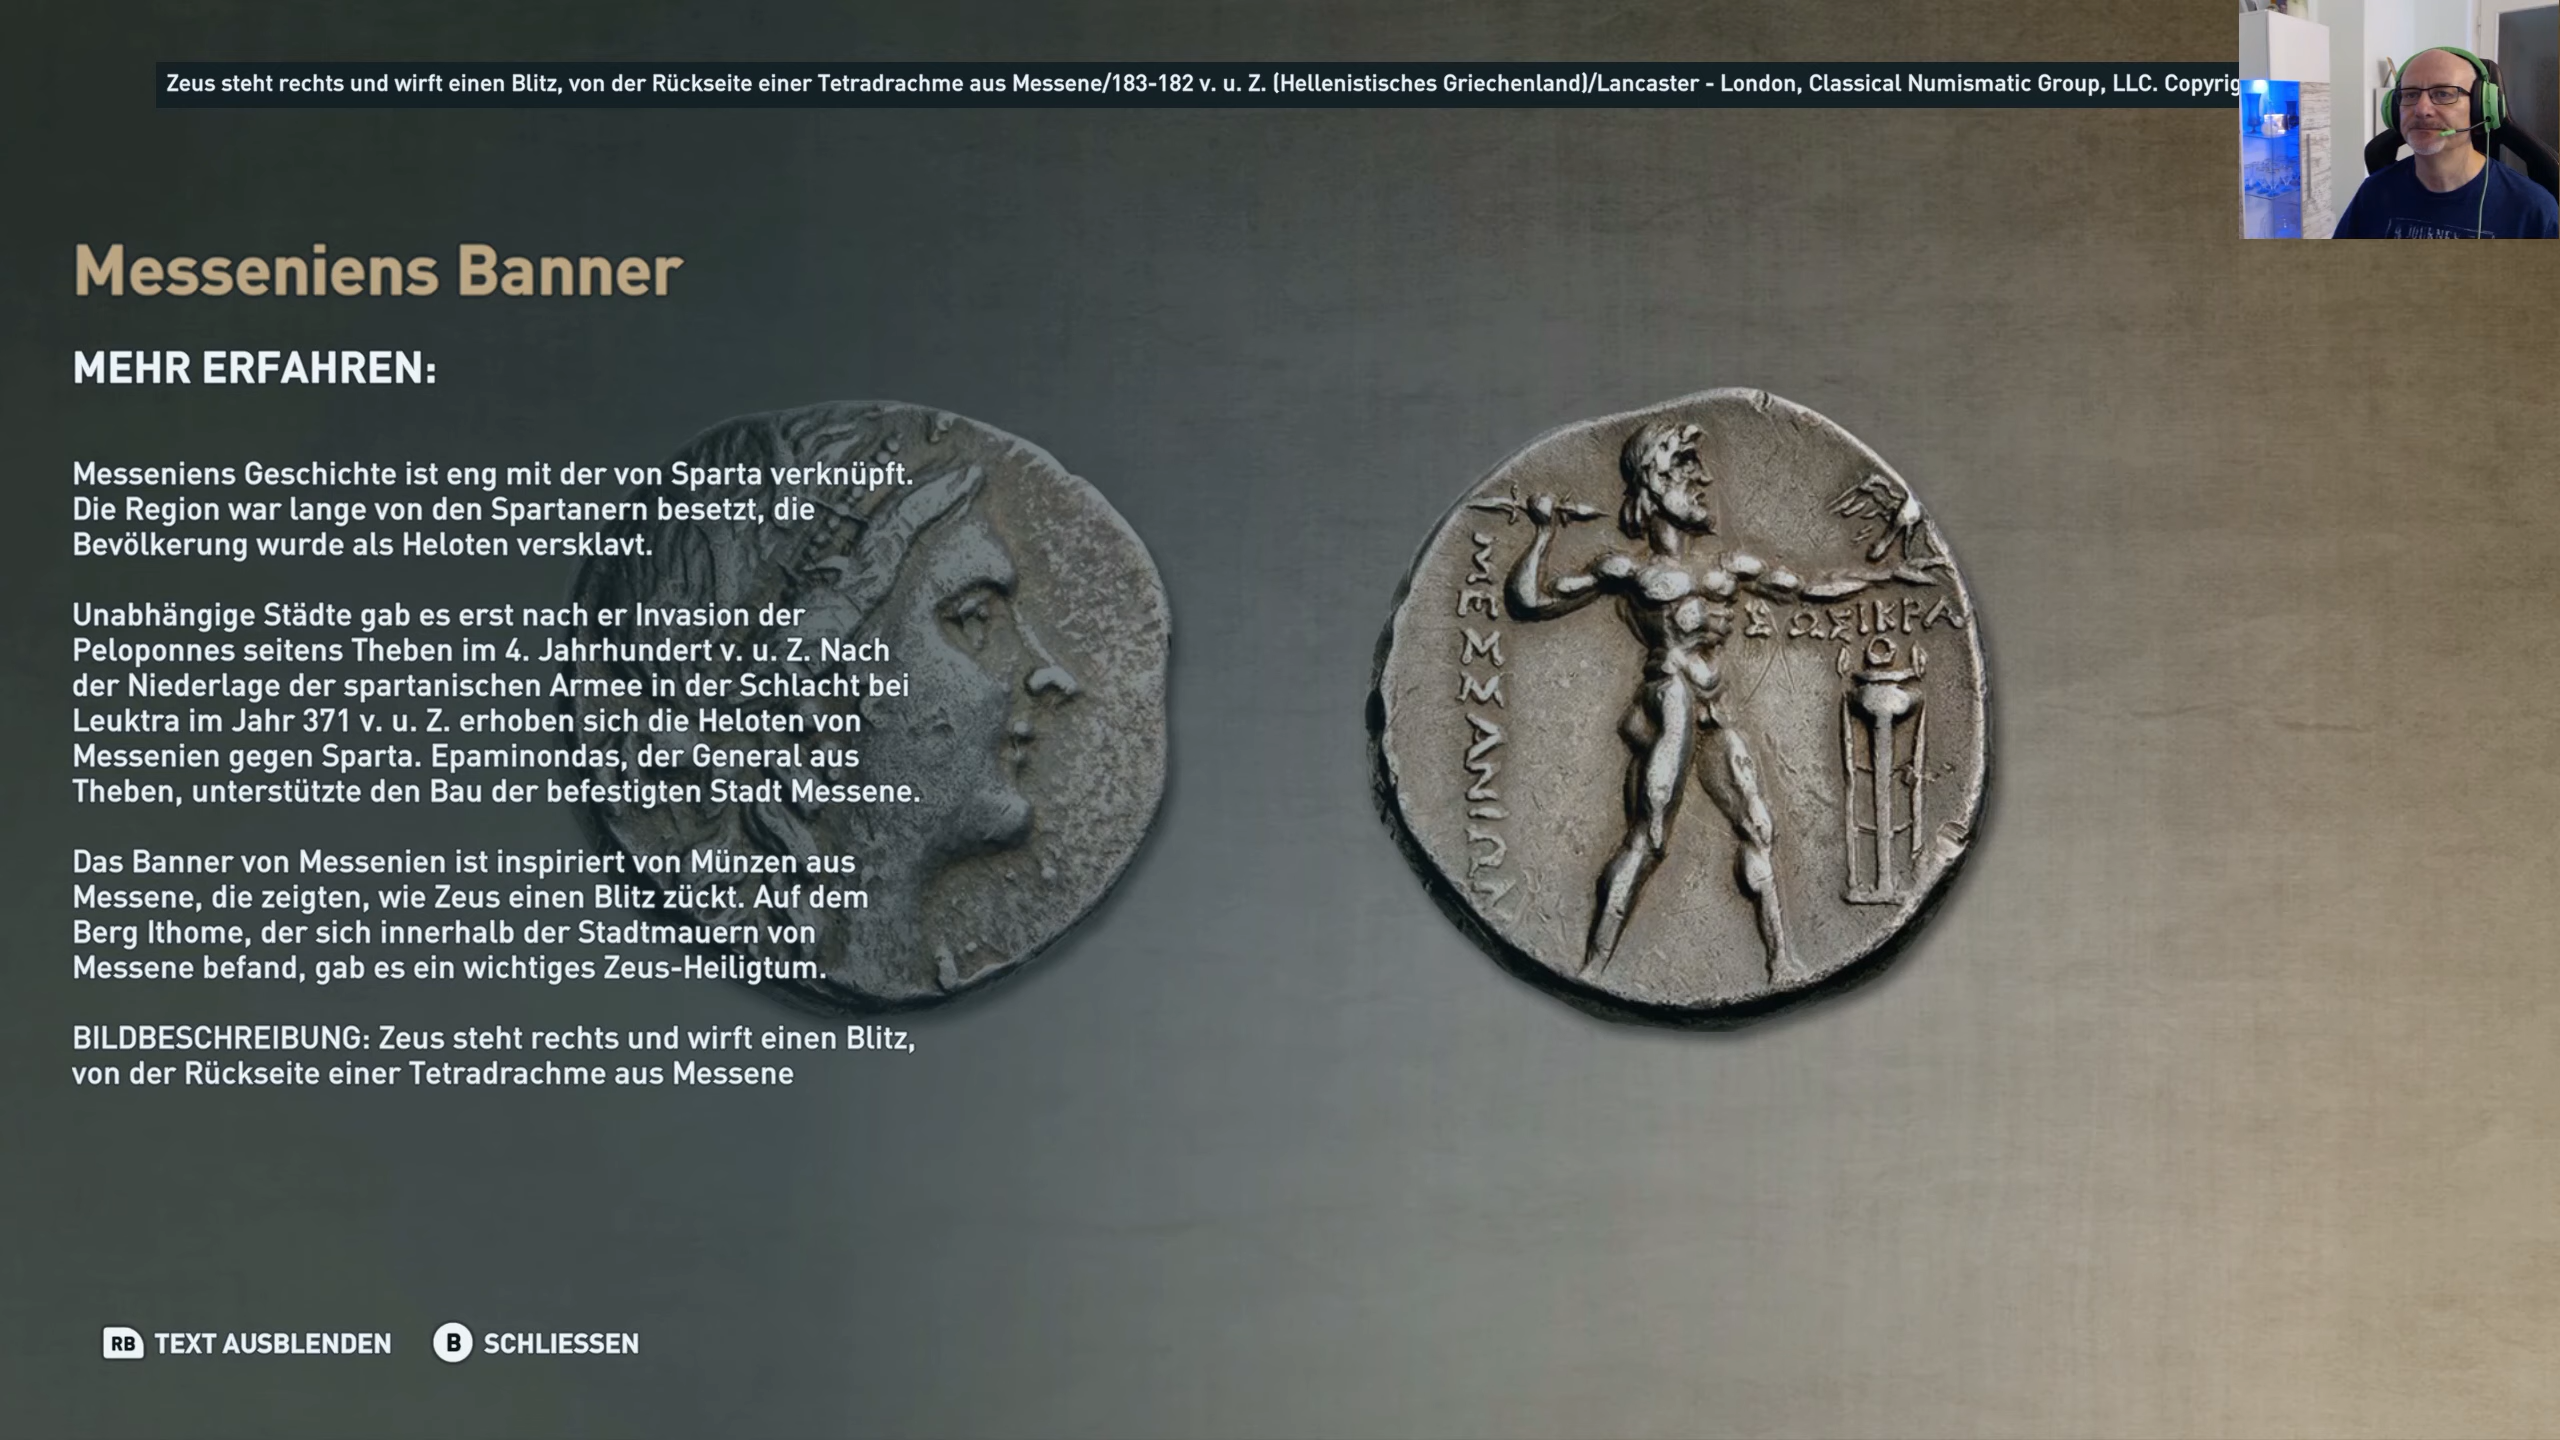 Zeus steht rechts und wirft einen Blitz, von der Rückseite einer Tetradrachme aus Messene/183-182 v. u. Z. (Hellenistisches Griechenland)/Lancaster - London, Classical Numismatic Group, LLC.
Messeniens Banner
MEHR ERFAHREN:
Messeniens Geschichte ist eng mit der von Sparta verknüpft.
Die Region war lange von den Spartanern besetzt, die
Bevölkerung wurde als Heloten versklavt.
Unabhängige Städte gab es erst nach er Invasion der
Peloponnes seitens Theben im 4. Jahrhundert v. u. Z. Nach
der Niederlage der spartanischen Armee in der Schlacht bei
Leuktra im Jahr 371 v. u. Z. erhoben sich die Heloten von
Messenien gegen Sparta. Epaminondas, der General aus
Theben, unterstützte den Bau der befestigten Stadt Messene.
Das Banner von Messenien ist inspiriert von Münzen aus
Messene, die zeigten, wie Zeus einen Blitz zückt. Auf dem
Berg Ithome, der sich innerhalb der Stadtmauern von
Messene befand, gab es ein wichtiges Zeus-Heiligtum.
BILDBESCHREIBUNG: Zeus steht rechts und wirft einen Blitz,
von der Rückseite einer Tetradrachme aus Messene
ΜΕΣΣΑΝΙΩΝ
ΣΩΣΙΚΡΑ
RB TEXT AUSBLENDEN B SCHLIESSEN